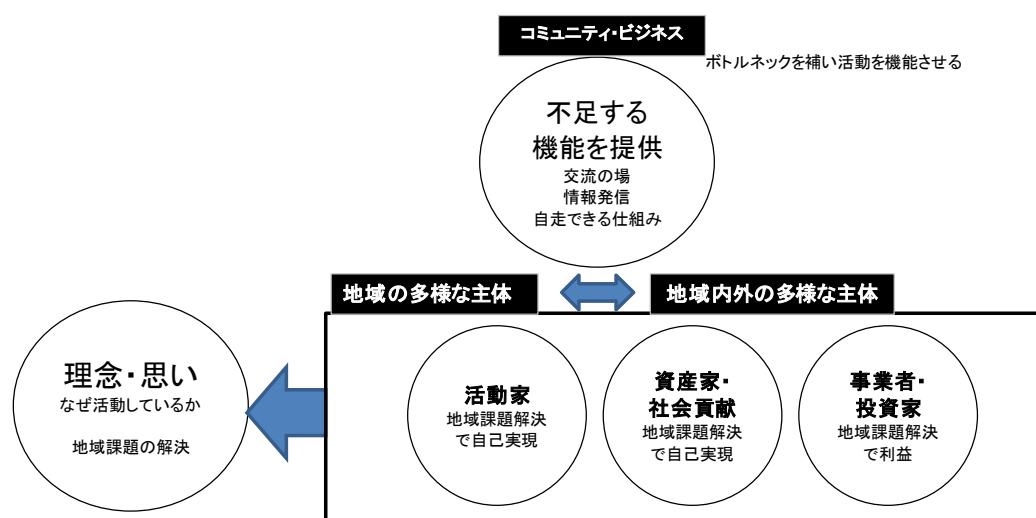 コミュニティ・ビジネス
ボトルネックを補い活動を機能させる
不足する
機能を提供
交流の場
情報発信
自走できる仕組み
地域の多様な主体
地域内外の多様な主体
理念・思い
なぜ活動しているか
地域課題の解決
活動家
地域課題解決
で自己実現
資産家・
社会貢献
地域課題解決
で自己実現
事業者・
投資家
地域課題解決
で利益